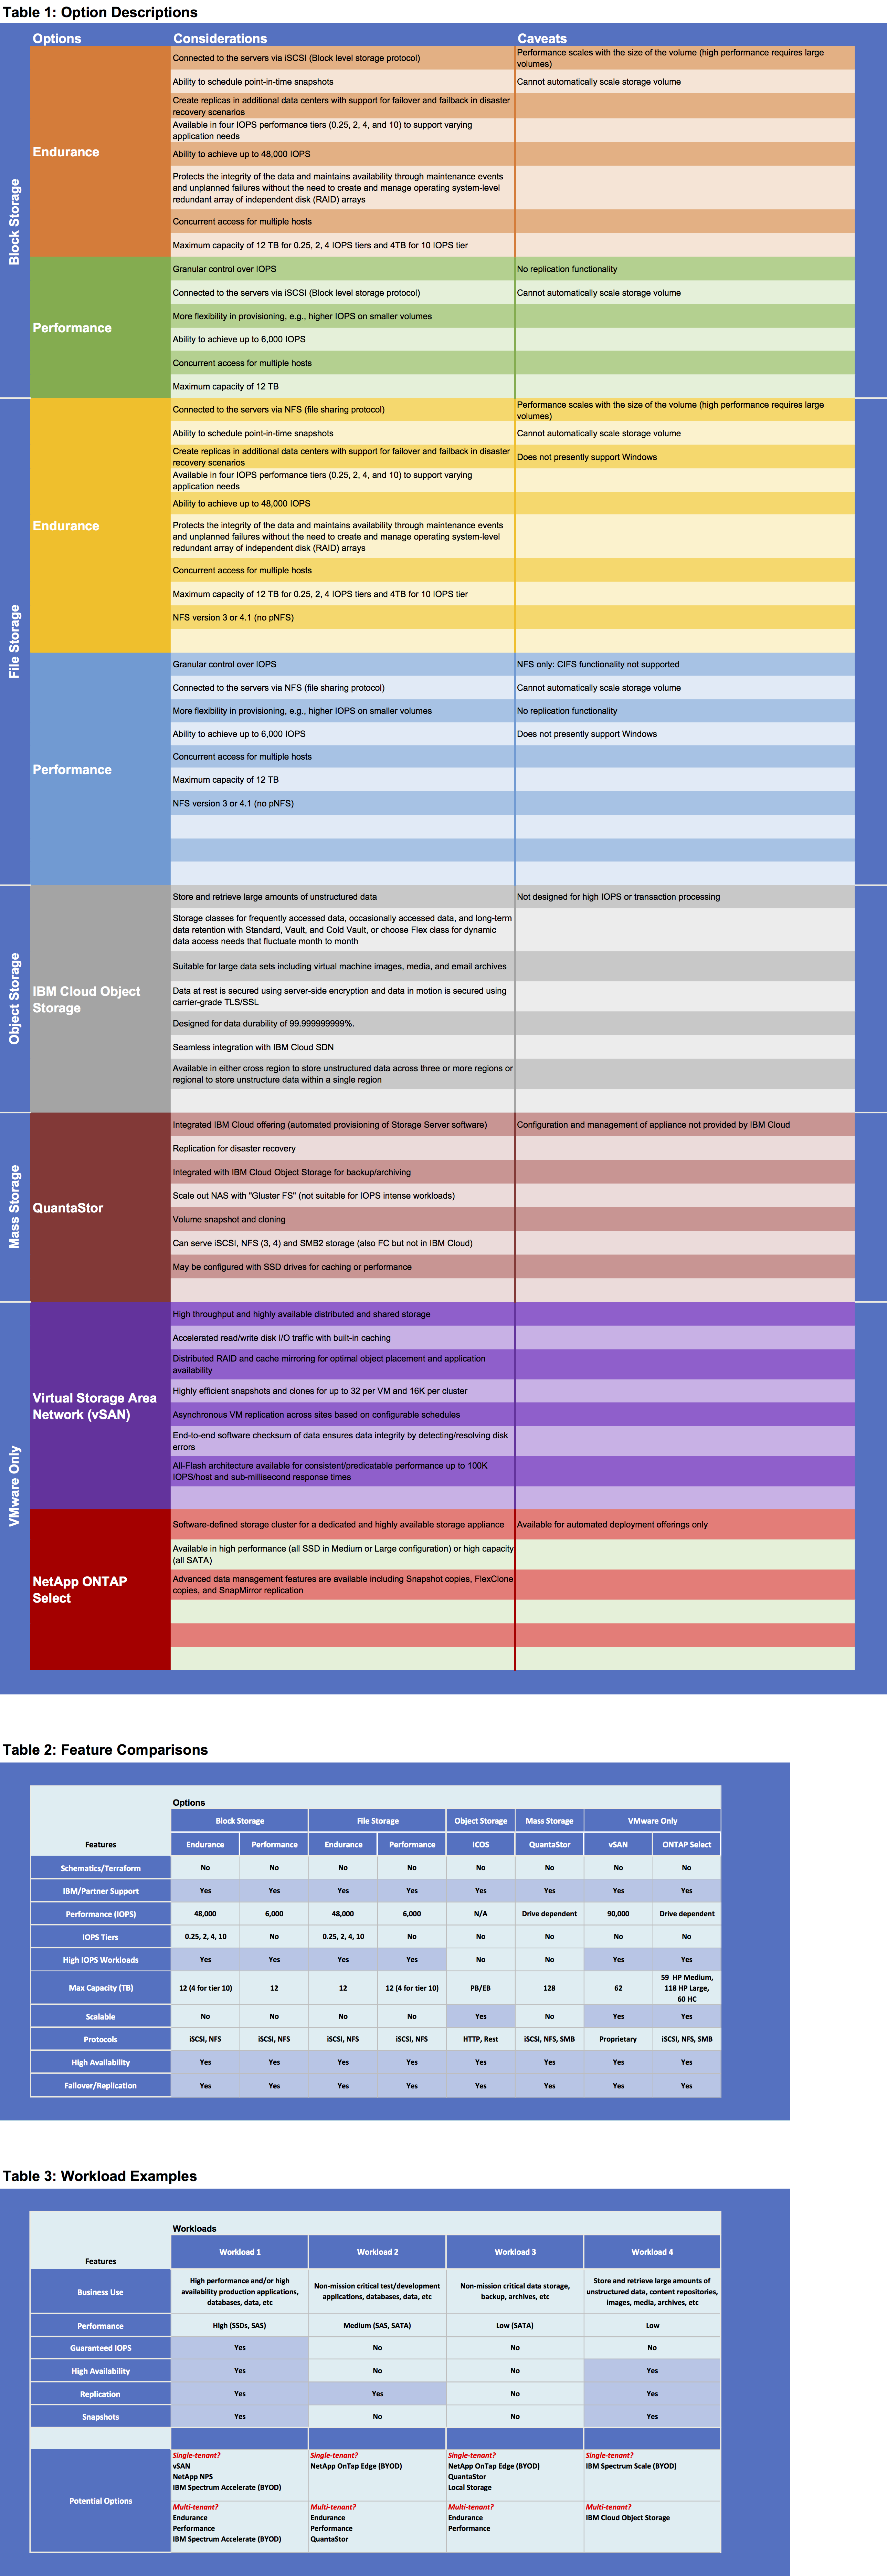 Table 1: Option Descriptions
Options Considerations Caveats
Block Storage
Endurance
Connected to the servers via iSCSI (Block level storage protocol)
Performance scales with the size of the volume (high performance requires large
volumes)
Ability to schedule point-in-time snapshots
Cannot automatically scale storage volume
Create replicas in additional data centers with support for failover and failback in disaster
recovery scenarios
Available in four IOPS performance tiers (0.25, 2, 4, and 10) to support varying
application needs
Ability to achieve up to 48,000 IOPS
Protects the integrity of the data and maintains availability through maintenance events
and unplanned failures without the need to create and manage operating system-level
redundant array of independent disk (RAID) arrays
Concurrent access for multiple hosts
Maximum capacity of 12 TB for 0.25, 2, 4 IOPS tiers and 4TB for 10 IOPS tier
Performance
Granular control over IOPS
No replication functionality
Connected to the servers via iSCSI (Block level storage protocol)
Cannot automatically scale storage volume
More flexibility in provisioning, e.g., higher IOPS on smaller volumes
Ability to achieve up to 6,000 IOPS
Concurrent access for multiple hosts
Maximum capacity of 12 TB
File Storage
Endurance
Connected to the servers via NFS (file sharing protocol)
Performance scales with the size of the volume (high performance requires large
volumes)
Ability to schedule point-in-time snapshots
Cannot automatically scale storage volume
Create replicas in additional data centers with support for failover and failback in disaster
recovery scenarios
Does not presently support Windows
Available in four IOPS performance tiers (0.25, 2, 4, and 10) to support varying
application needs
Ability to achieve up to 48,000 IOPS
Protects the integrity of the data and maintains availability through maintenance events
and unplanned failures without the need to create and manage operating system-level
redundant array of independent disk (RAID) arrays
Concurrent access for multiple hosts
Maximum capacity of 12 TB for 0.25, 2, 4 IOPS tiers and 4TB for 10 IOPS tier
NFS version 3 or 4.1 (no pNFS)
Performance
Granular control over IOPS
NFS only: CIFS functionality not supported
Connected to the servers via NFS (file sharing protocol)
Cannot automatically scale storage volume
More flexibility in provisioning, e.g., higher IOPS on smaller volumes
No replication functionality
Ability to achieve up to 6,000 IOPS
Does not presently support Windows
Concurrent access for multiple hosts
Maximum capacity of 12 TB
NFS version 3 or 4.1 (no pNFS)
Object Storage
IBM Cloud Object
Storage
Store and retrieve large amounts of unstructured data
Not designed for high IOPS or transaction processing
Storage classes for frequently accessed data, occasionally accessed data, and long-term
data retention with Standard, Vault, and Cold Vault, or choose Flex class for dynamic
data access needs that fluctuate month to month
Suitable for large data sets including virtual machine images, media, and email archives
Data at rest is secured using server-side encryption and data in motion is secured using
carrier-grade TLS/SSL
Designed for data durability of 99.999999999%.
Seamless integration with IBM Cloud SDN
Available in either cross region to store unstructured data across three or more regions or
regional to store unstructure data within a single region
Mass Storage
QuantaStor
Integrated IBM Cloud offering (automated provisioning of Storage Server software)
Configuration and management of appliance not provided by IBM Cloud
Replication for disaster recovery
Integrated with IBM Cloud Object Storage for backup/archiving
Scale out NAS with "Gluster FS" (not suitable for IOPS intense workloads)
Volume snapshot and cloning
Can serve iSCSI, NFS (3, 4) and SMB2 storage (also FC but not in IBM Cloud)
May be configured with SSD drives for caching or performance
VMware Only
Virtual Storage Area
Network (vSAN)
High throughput and highly available distributed and shared storage
Accelerated read/write disk I/O traffic with built-in caching
Distributed RAID and cache mirroring for optimal object placement and application
availability
Highly efficient snapshots and clones for up to 32 per VM and 16K per cluster
Asynchronous VM replication across sites based on configurable schedules
End-to-end software checksum of data ensures data integrity by detecting/resolving disk
errors
All-Flash architecture available for consistent/predicatable performance up to 100K
IOPS/host and sub-millisecond response times
NetApp ONTAP
Select
Software-defined storage cluster for a dedicated and highly available storage appliance
Available for automated deployment offerings only
Available in high performance (all SSD in Medium or Large configuration) or high capacity
(all SATA)
Advanced data management features are available including Snapshot copies, FlexClone
copies, and SnapMirror replication
Table 2: Feature Comparisons
Options
Block Storage File Storage Object Storage Mass Storage VMware Only
Features Endurance Performance Endurance Performance ICOS QuantaStor vSAN ONTAP Select
Schematics/Terraform No No No No No No No No
IBM/Partner Support Yes Yes Yes Yes Yes Yes Yes Yes
Performance (IOPS) 48,000 6,000 48,000 6,000 N/A Drive dependent 90,000 Drive dependent
IOPS Tiers 0.25, 2, 4, 10 No 0.25, 2, 4, 10 No No No No No
High IOPS Workloads Yes Yes Yes Yes No No Yes Yes
Max Capacity (TB) 12 (4 for tier 10) 12 12 12 (4 for tier 10) PB/EB 128 62
59 HP Medium,
118 HP Large,
60 HC
Scalable No No No No Yes No Yes Yes
Protocols iSCSI, NFS iSCSI, NFS iSCSI, NFS iSCSI, NFS HTTP, Rest iSCSI, NFS, SMB Proprietary iSCSI, NFS, SMB
High Availability Yes Yes Yes Yes Yes Yes Yes Yes
Failover/Replication Yes Yes Yes Yes Yes Yes Yes Yes
Table 3: Workload Examples
Workloads
Features Workload 1 Workload 2 Workload 3 Workload 4
Business Use
High performance and/or high
availability production applications,
databases, data, etc
Non-mission critical test/development
applications, databases, data, etc
Non-mission critical data storage,
backup, archives, etc
Store and retrieve large amounts of
unstructured data, content repositories,
images, media, archives, etc
Performance High (SSDs, SAS) Medium (SAS, SATA) Low (SATA) Low
Guaranteed IOPS Yes No No No
High Availability Yes No No Yes
Replication Yes Yes No Yes
Snapshots Yes No No Yes
Potential Options
Single-tenant?
vSAN
NetApp NPS
IBM Spectrum Accelerate (BYOD)
Single-tenant?
NetApp OnTap Edge (BYOD)
Single-tenant?
NetApp OnTap Edge (BYOD)
QuantaStor
Local Storage
Single-tenant?
IBM Spectrum Scale (BYOD)
Multi-tenant?
Endurance
Performance
IBM Spectrum Accelerate (BYOD)
Multi-tenant?
Endurance
Performance
QuantaStor
Multi-tenant?
Endurance
Performance
Multi-tenant?
IBM Cloud Object Storage